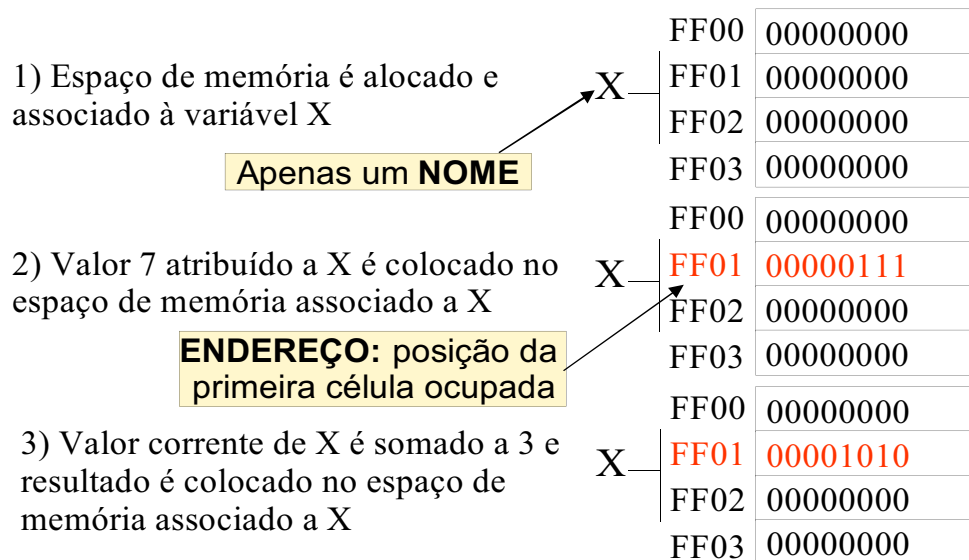 1) Espaço de memória é alocado e
associado à variável X
Apenas um NOME
X
FF00 00000000
FF01 00000000
FF02 00000000
FF03 00000000
2) Valor 7 atribuído a X é colocado no
espaço de memória associado a X
ENDEREÇO: posição da
primeira célula ocupada
X
FF00 00000000
FF01 00000111
FF02 00000000
FF03 00000000
3) Valor corrente de X é somado a 3 e
resultado é colocado no espaço de
memória associado a X
X
FF00 00000000
FF01 00001010
FF02 00000000
FF03 00000000